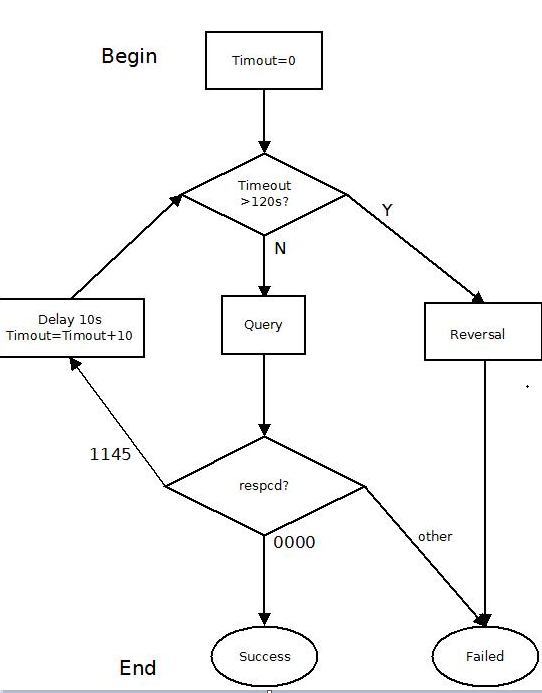 Begin
Timout=0
Timeout
>120s?
Y
N
Delay 10s
Timout=Timout+10
Query
Reversal
1145
respcd?
other
0000
Success
Failed
End